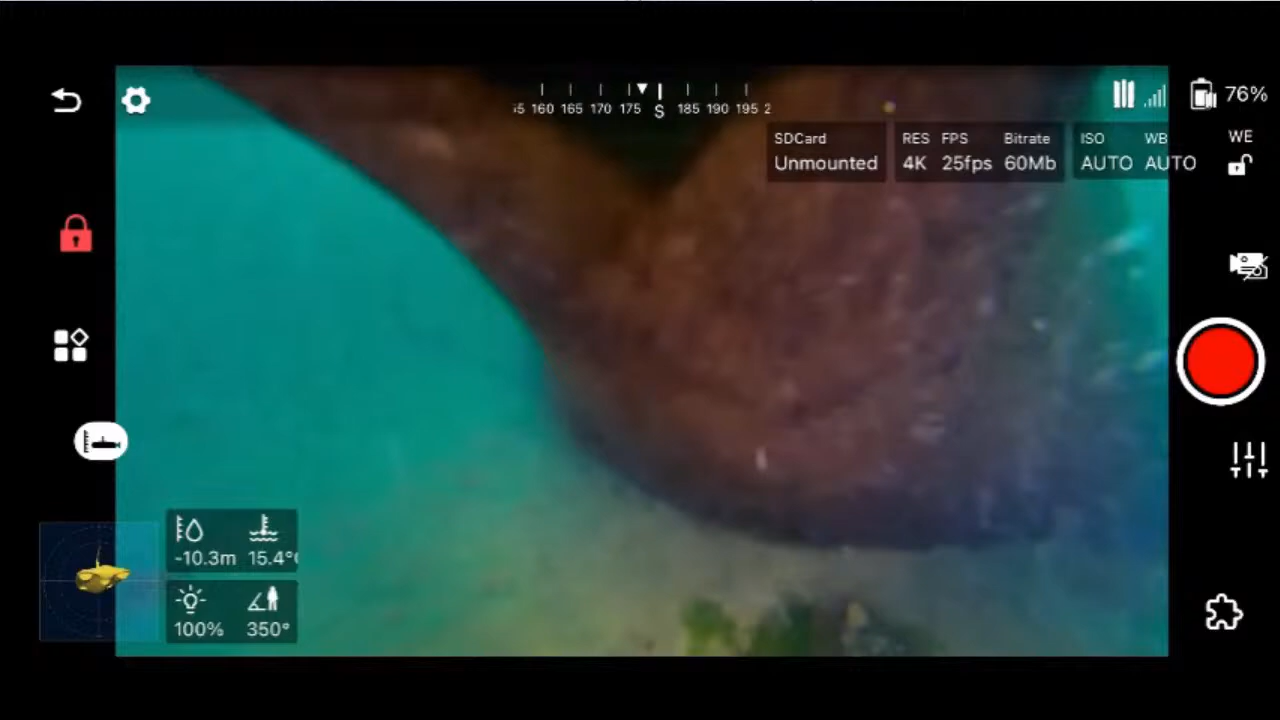 160 165 170 175 S 185 190 195 2
76%
SDCard
Unmounted
RES FPS Bitrate
4K 25fps 60Mb
ISO WB
AUTO AUTO
WE
-10.3m 15.4°
100% 350°